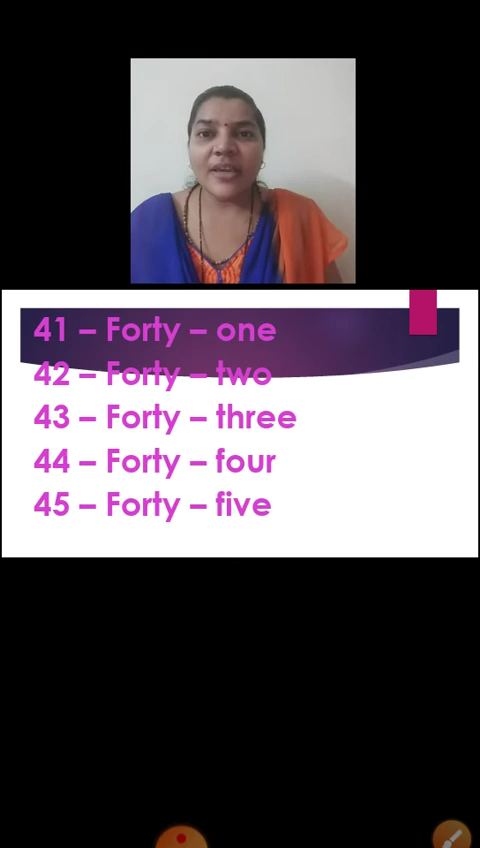 41 – Forty – one
42 – Forty – two
43 – Forty – three
44 – Forty – four
45 – Forty – five